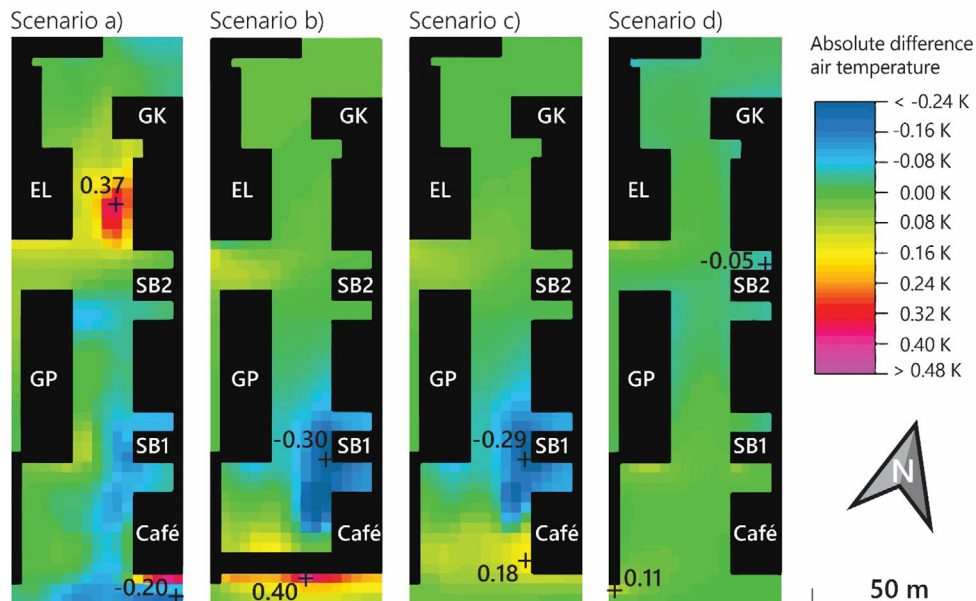 Scenario a)
Scenario b)
Scenario c)
Scenario d)
Absolute difference
air temperature
< -0.24 K
-0.16 K
-0.08 K
0.00 K
0.08 K
0.16 K
0.24 K
0.32 K
0.40 K
> 0.48 K
GK
EL
0.37
SB2
GP
SB1
Café
-0.20
GK
EL
SB2
GP
-0.30
SB1
Café
0.40
GK
EL
SB2
GP
-0.29
SB1
Café
0.18
GK
EL
-0.05
SB2
GP
SB1
Café
0.11
N
50 m